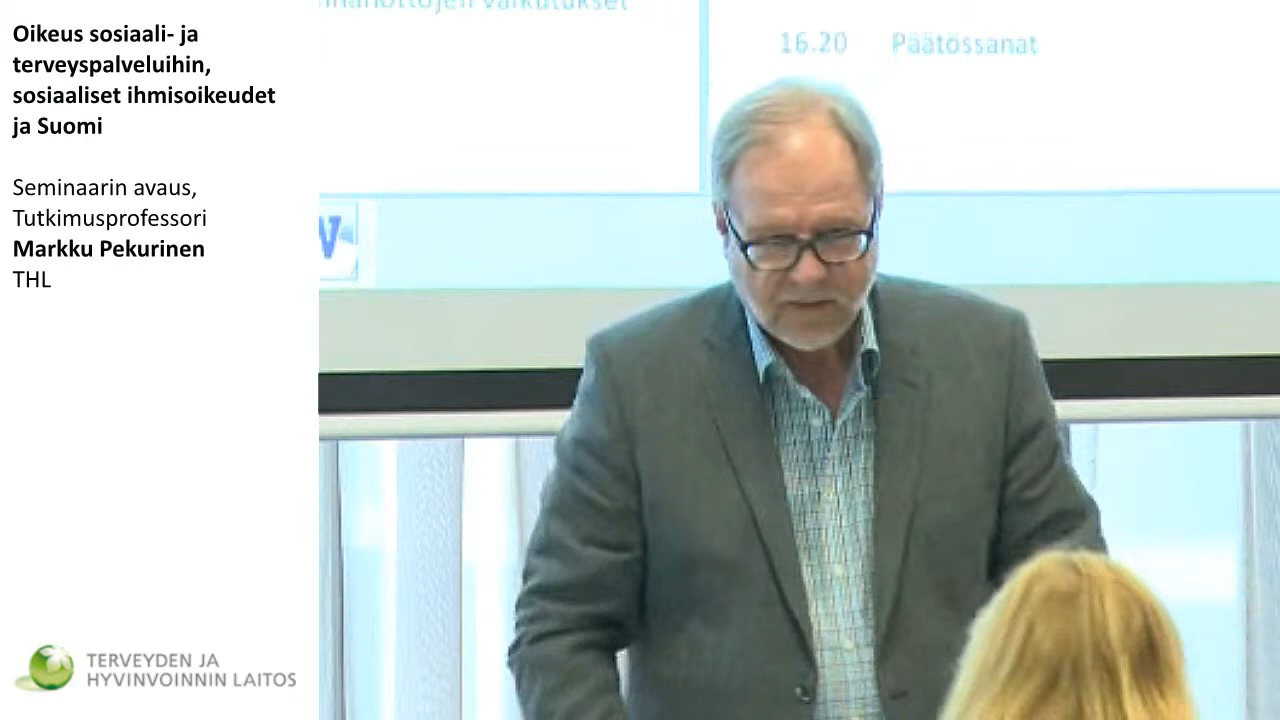 Oikeus sosiaali- ja
terveyspalveluihin,
sosiaaliset ihmisoikeudet
ja Suomi
Seminaarin avaus,
Tutkimusprofessori
Markku Pekurinen
THL
TERVEYDEN JA
HYVINVOINNIN LAITOS
vaikutukset
16.20 Päätössanat